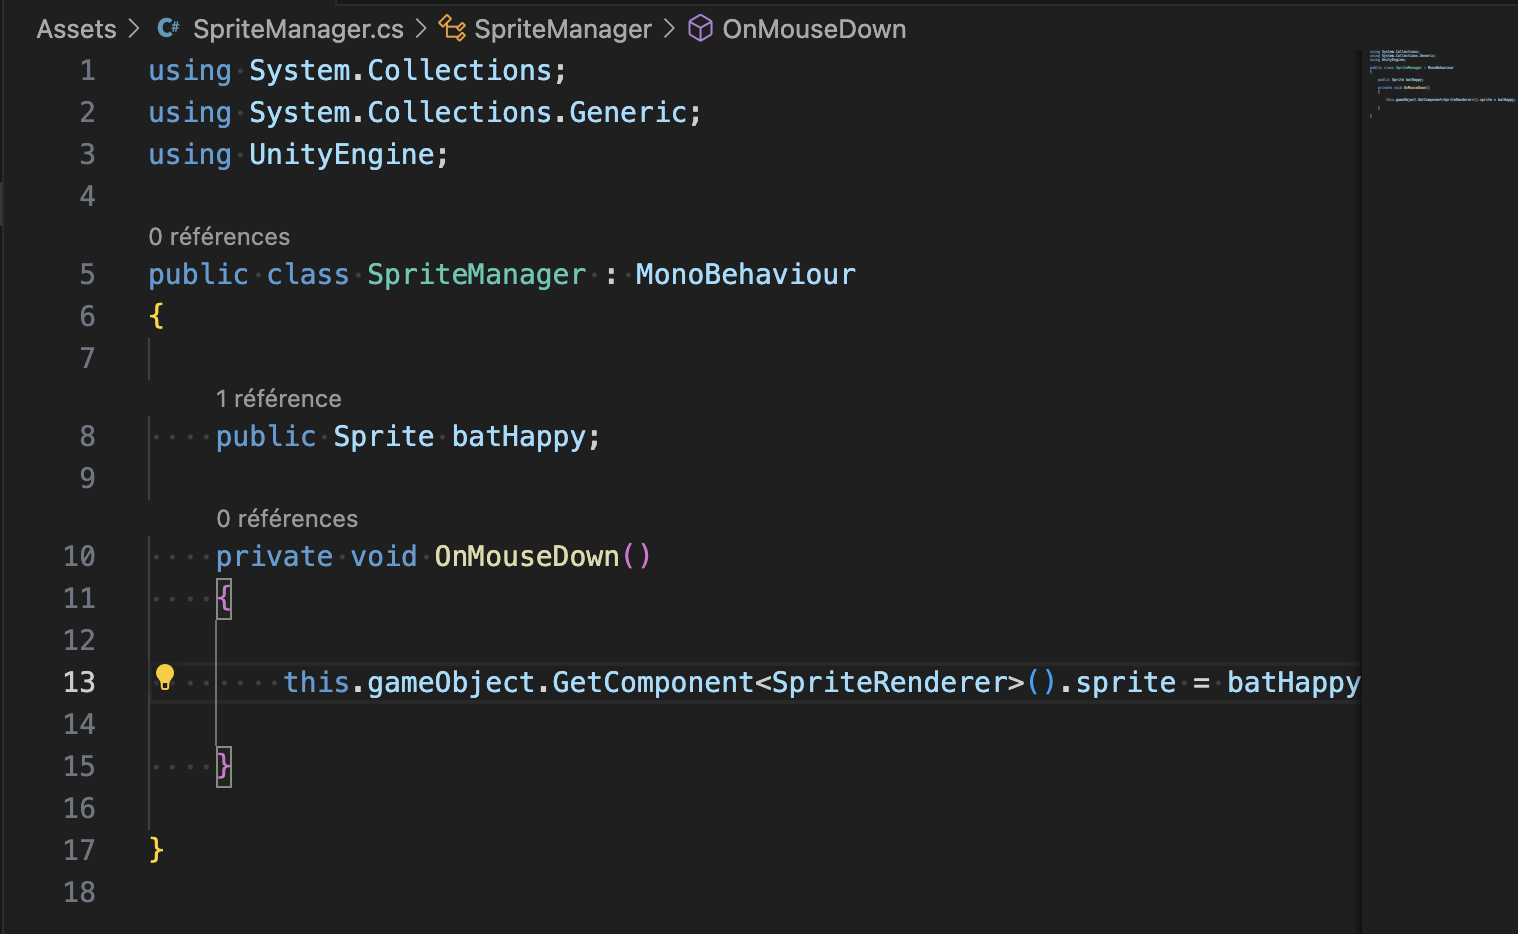 Assets > SpriteManager.cs > SpriteManager > OnMouseDown
1 using System.Collections;
2 using System.Collections.Generic;
3 using UnityEngine;
4
0 références
5 public class SpriteManager : MonoBehaviour
6 {
7
1 référence
8 public Sprite batHappy;
9
0 références
10 private void OnMouseDown()
11 {
12
13 this.gameObject.GetComponent<SpriteRenderer>().sprite = batHappy
14
15 }
16
17 }
18